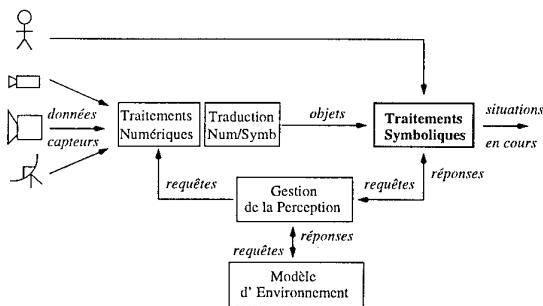 données
capteurs
Traitements
Numériques
Traduction
Num/Symb
objets
Traitements
Symboliques
situations
en cours
requêtes
Gestion
de la Perception
requêtes
réponses
réponses
requêtes
Modèle
d' Environnement